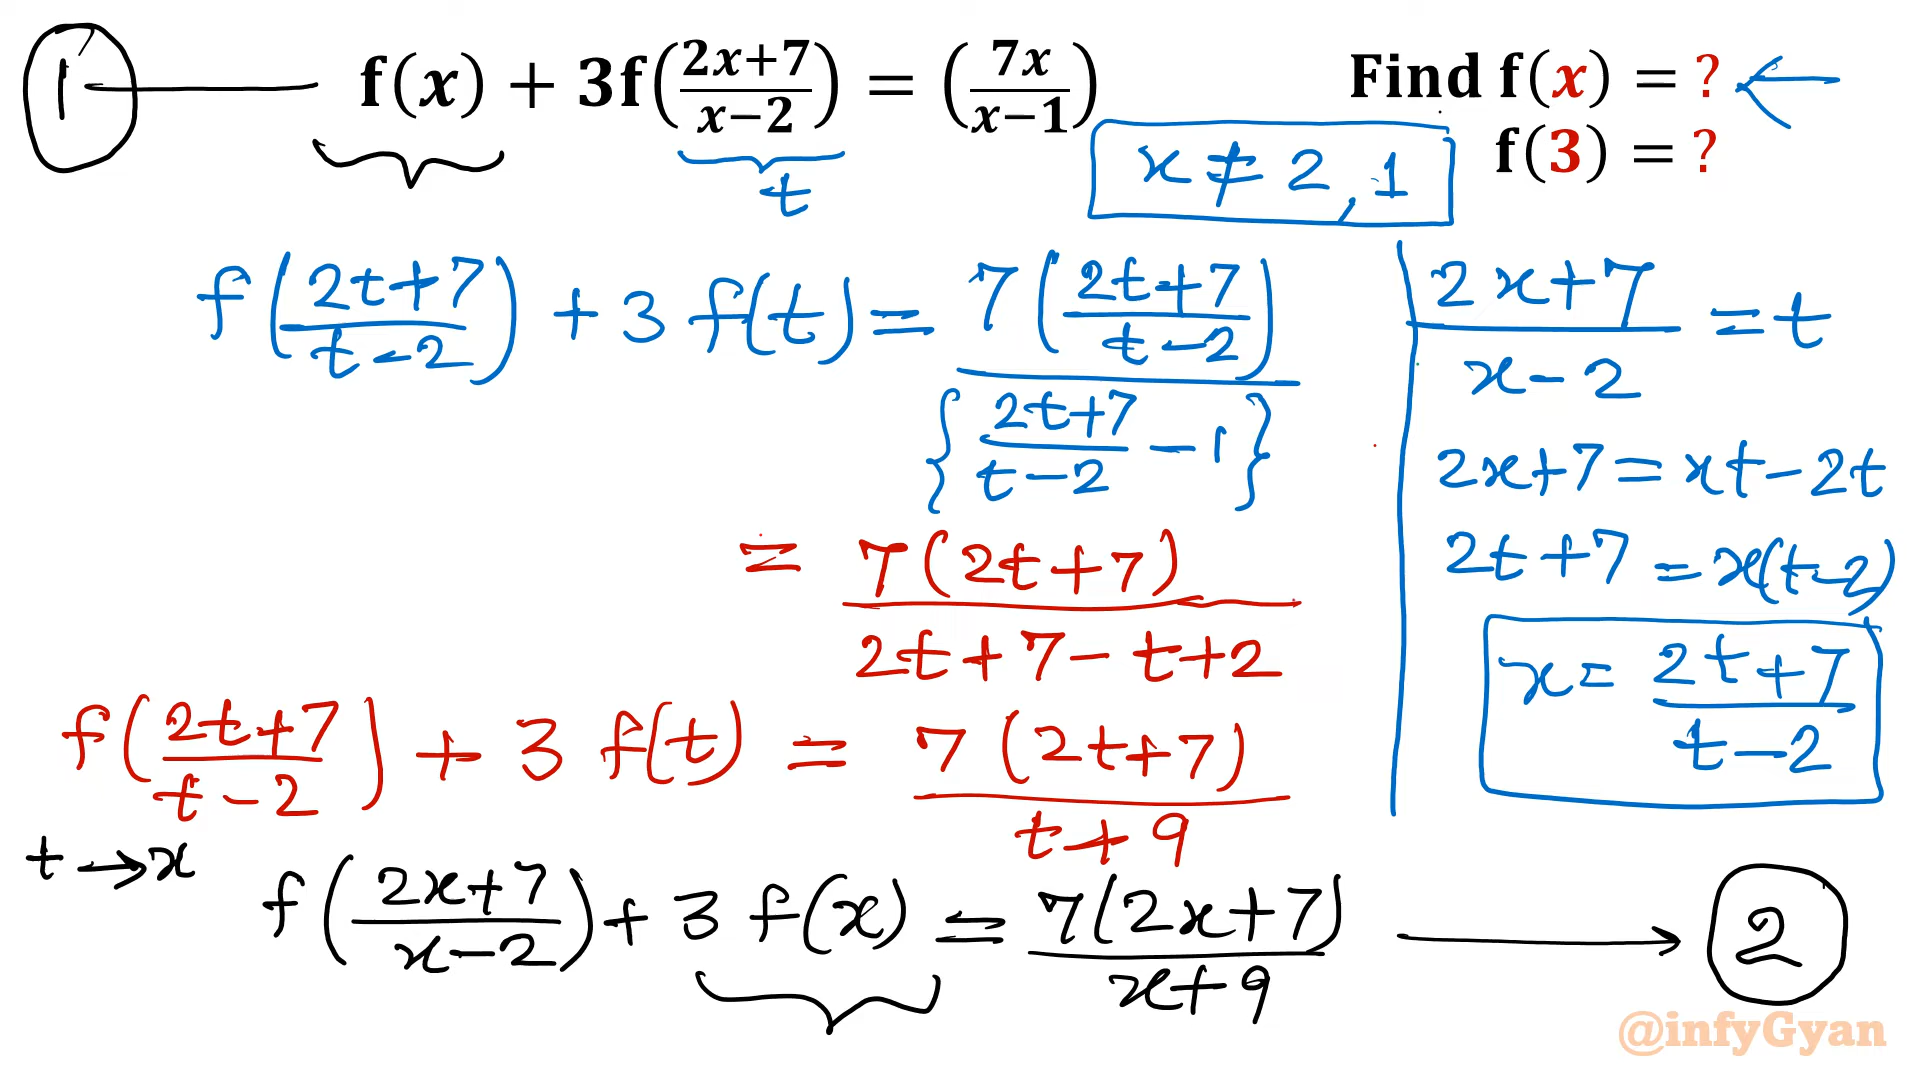 1 f(x) + 3f((2x+7)/(x−2)) = (7x/(x−1)) Find f(x) = ?
t x ≠ 2, 1 f(3) = ?
f((2t+7)/(t−2)) + 3 f(t) = 7((2t+7)/(t−2)) / {(2t+7)/(t−2) − 1}
= 7(2t+7) / (2t+7−t+2)
f((2t+7)/(t−2)) + 3 f(t) = 7(2t+7) / (t+9)
t → x
f((2x+7)/(x−2)) + 3 f(x) = 7(2x+7) / (x+9) → 2
(2x+7)/(x−2) = t
2x+7 = xt−2t
2t+7 = x(t−2)
x = (2t+7)/(t−2)
@infyGyan